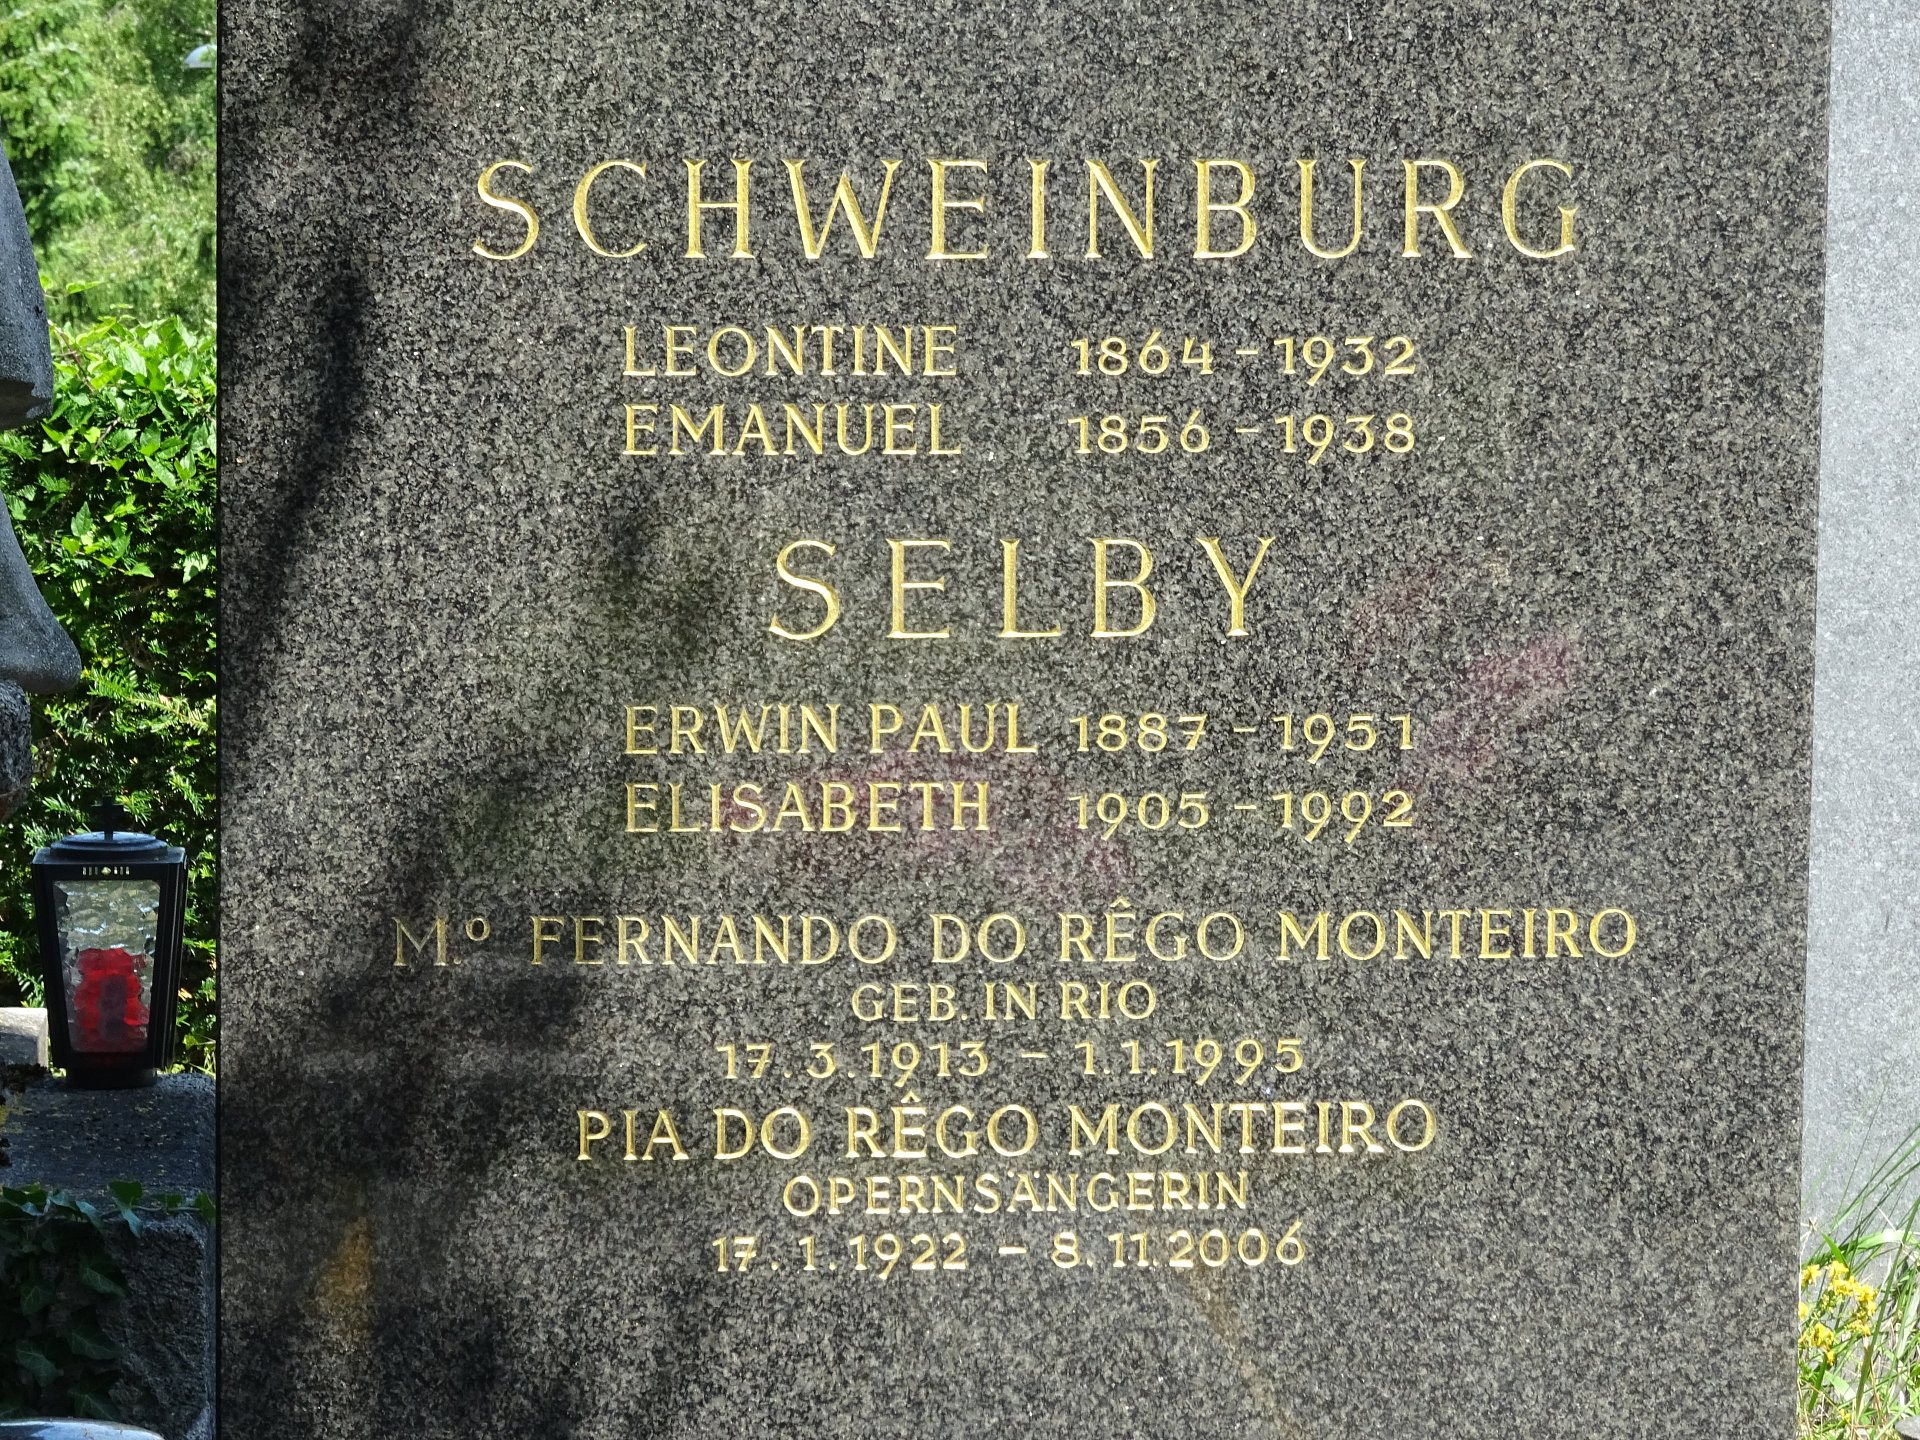 SCHWEINBURG
LEONTINE 1864 - 1932
EMANUEL 1856 - 1938
SELBY
ERWIN PAUL 1887 - 1951
ELISABETH 1905 - 1992
M.º FERNANDO DO RÊGO MONTEIRO
GEB. IN RIO
17.3.1913 - 1.1.1995
PIA DO RÊGO MONTEIRO
OPERNSÄNGERIN
17.1.1922 - 8.11.2006